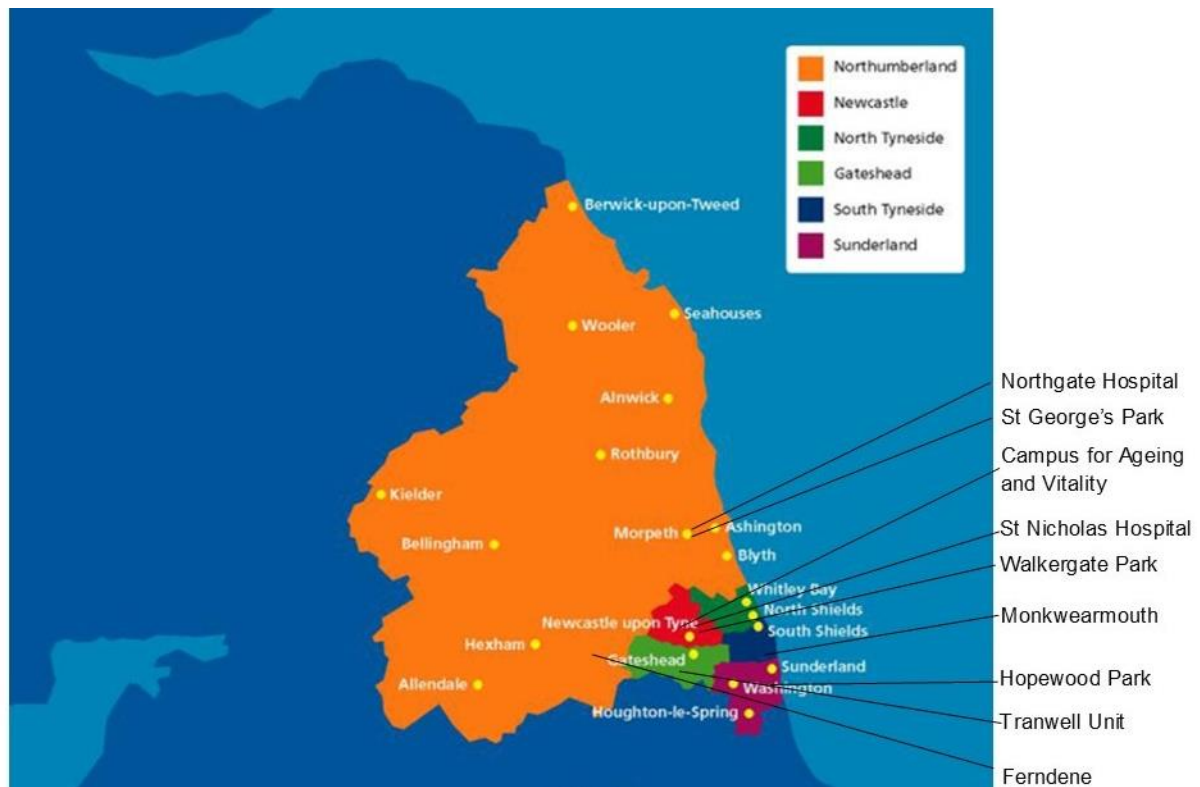 Northumberland
Newcastle
North Tyneside
Gateshead
South Tyneside
Sunderland
Berwick-upon-Tweed
Seahouses
Wooler
Alnwick
Rothbury
Kielder
Morpeth
Ashington
Bellingham
Blyth
Whitley Bay
North Shields
Newcastle upon Tyne
South Shields
Hexham
Gateshead
Sunderland
Allendale
Washington
Houghton-le-Spring
Northgate Hospital
St George's Park
Campus for Ageing
and Vitality
St Nicholas Hospital
Walkergate Park
Monkwearmouth
Hopewood Park
Tranwell Unit
Ferndene